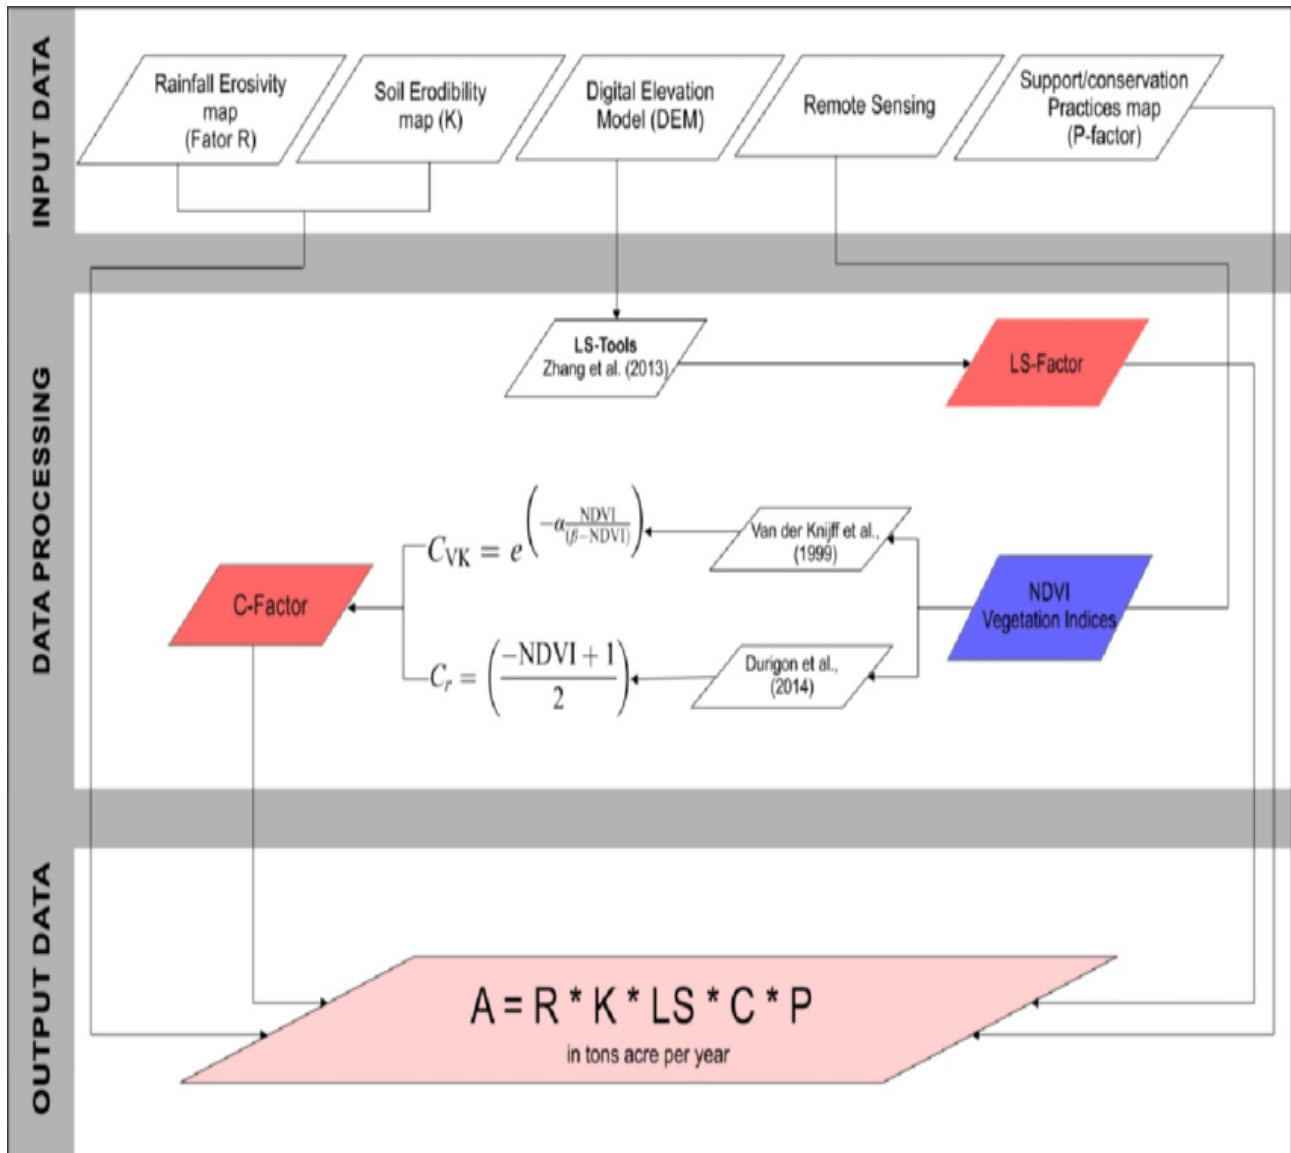 INPUT DATA
Rainfall Erosivity
map
(Fator R)
Soil Erodibility
map (K)
Digital Elevation
Model (DEM)
Remote Sensing
Support/conservation
Practices map
(P-factor)
DATA PROCESSING
LS-Tools
Zhang et al. (2013)
LS-Factor
C_VK = e^(-α NDVI/(β-NDVI))
Van der Knijff et al.,
(1999)
C-Factor
NDVI
Vegetation Indices
C_r = ((-NDVI + 1)/2)
Durigon et al.,
(2014)
OUTPUT DATA
A = R * K * LS * C * P
in tons acre per year